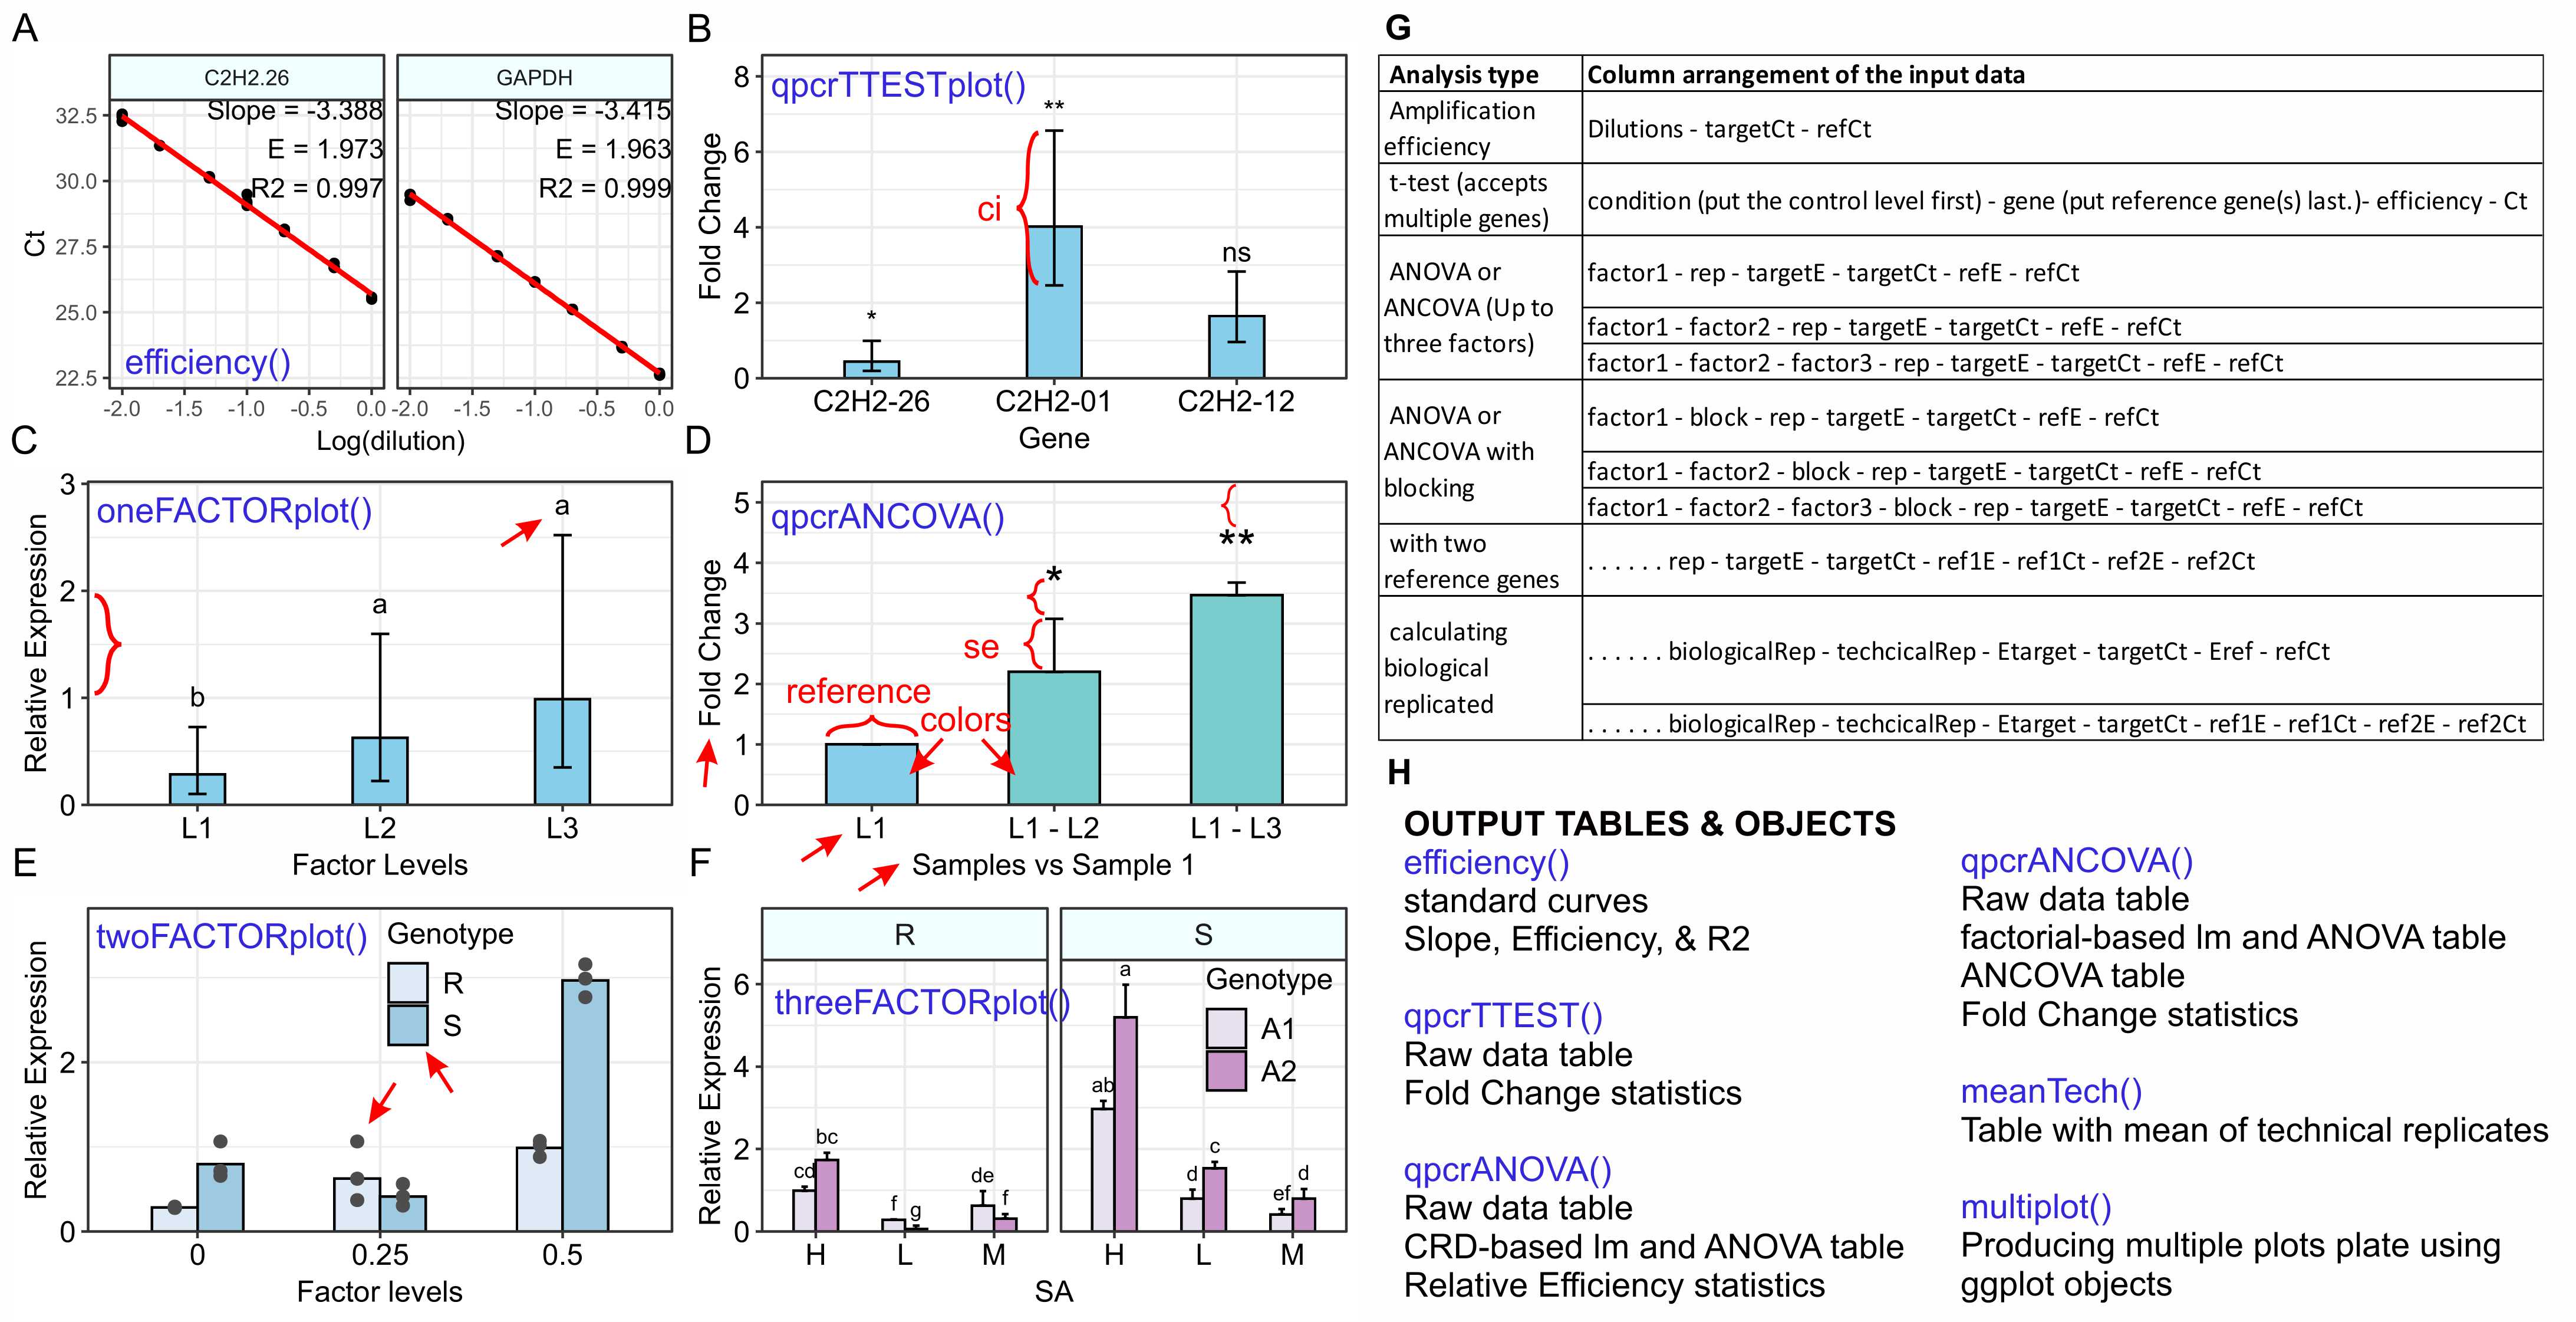 A
C2H2.26
GAPDH
Slope = -3.388
E = 1.973
R2 = 0.997
Slope = -3.415
E = 1.963
R2 = 0.999
32.5
30.0
27.5
25.0
22.5
Ct
efficiency()
-2.0 -1.5 -1.0 -0.5 0.0
-2.0 -1.5 -1.0 -0.5 0.0
Log(dilution)
B
qpcrTTESTplot()
8
6
4
2
0
Fold Change
*
**
ns
ci
C2H2-26 C2H2-01 C2H2-12
Gene
C
oneFACTORplot()
3
2
1
0
Relative Expression
b
a
a
L1 L2 L3
Factor Levels
D
qpcrANCOVA()
5
4
3
2
1
0
Fold Change
*
**
se
reference
colors
L1 L1 - L2 L1 - L3
Samples vs Sample 1
E
twoFACTORplot()
Genotype
R
S
2
0
Relative Expression
0 0.25 0.5
Factor levels
F
R
S
threeFACTORplot()
Genotype
A1
A2
6
4
2
0
Relative Expression
cd
bc
f
g
de
f
ab
a
d
c
ef
d
H L M
H L M
SA
G
Analysis type
Column arrangement of the input data
Amplification
efficiency
Dilutions - targetCt - refCt
t-test (accepts
multiple genes)
condition (put the control level first) - gene (put reference gene(s) last.)- efficiency - Ct
ANOVA or
ANCOVA (Up to
three factors)
factor1 - rep - targetE - targetCt - refE - refCt
factor1 - factor2 - rep - targetE - targetCt - refE - refCt
factor1 - factor2 - factor3 - rep - targetE - targetCt - refE - refCt
ANOVA or
ANCOVA with
blocking
factor1 - block - rep - targetE - targetCt - refE - refCt
factor1 - factor2 - block - rep - targetE - targetCt - refE - refCt
factor1 - factor2 - factor3 - block - rep - targetE - targetCt - refE - refCt
with two
reference genes
. . . . . . rep - targetE - targetCt - ref1E - ref1Ct - ref2E - ref2Ct
calculating
biological
replicated
. . . . . . biologicalRep - techcicalRep - Etarget - targetCt - Eref - refCt
. . . . . . biologicalRep - techcicalRep - Etarget - targetCt - ref1E - ref1Ct - ref2E - ref2Ct
H
OUTPUT TABLES & OBJECTS
efficiency()
standard curves
Slope, Efficiency, & R2
qpcrTTEST()
Raw data table
Fold Change statistics
qpcrANOVA()
Raw data table
CRD-based lm and ANOVA table
Relative Efficiency statistics
qpcrANCOVA()
Raw data table
factorial-based lm and ANOVA table
ANCOVA table
Fold Change statistics
meanTech()
Table with mean of technical replicates
multiplot()
Producing multiple plots plate using
ggplot objects